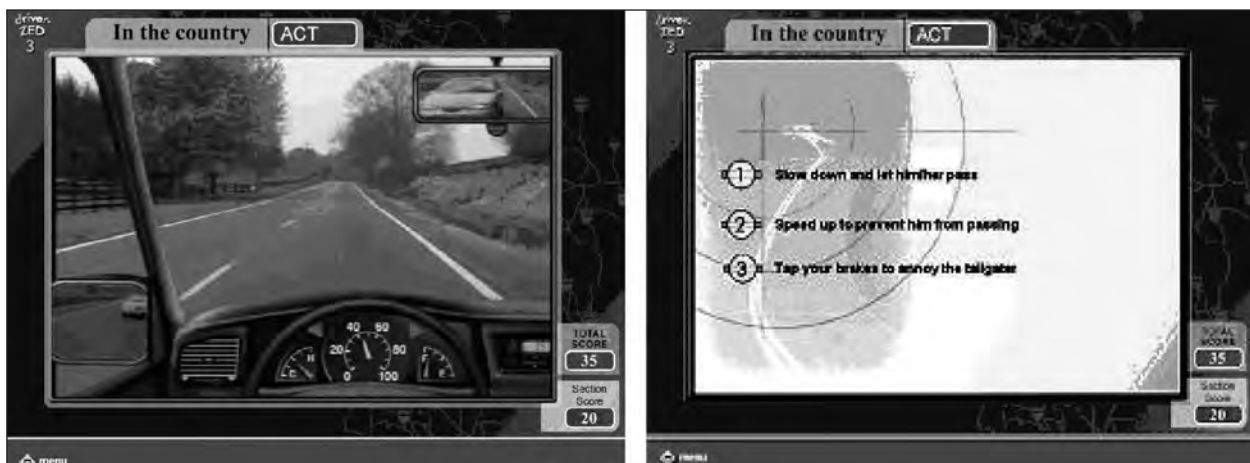 driver
ZED
3
In the country
ACT
40 60
20 80
0 100
C H
F E
TOTAL
SCORE
35
Section
Score
20
menu
driver
ZED
3
In the country
ACT
1 Slow down and let him/her pass
2 Speed up to prevent him from passing
3 Tap your brakes to annoy the tailgater
TOTAL
SCORE
35
Section
Score
20
menu